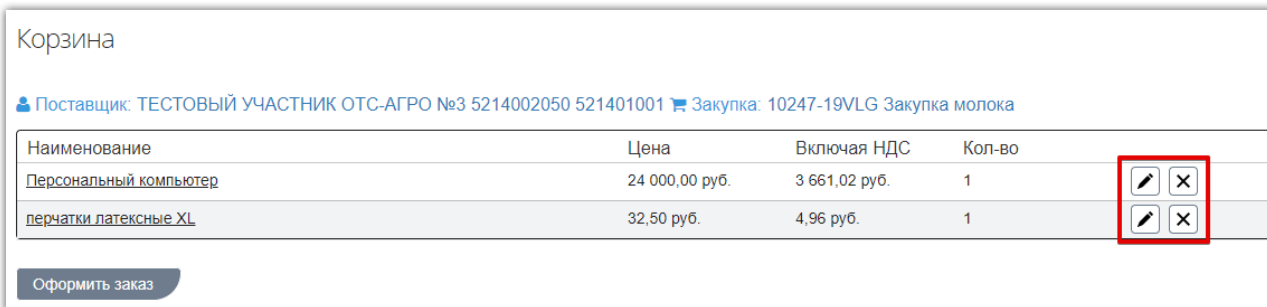 Корзина
Поставщик: ТЕСТОВЫЙ УЧАСТНИК ОТС-АГРО №3 5214002050 521401001 Закупка: 10247-19VLG Закупка молока
Наименование Цена Включая НДС Кол-во
Персональный компьютер 24 000,00 руб. 3 661,02 руб. 1
перчатки латексные XL 32,50 руб. 4,96 руб. 1
Оформить заказ